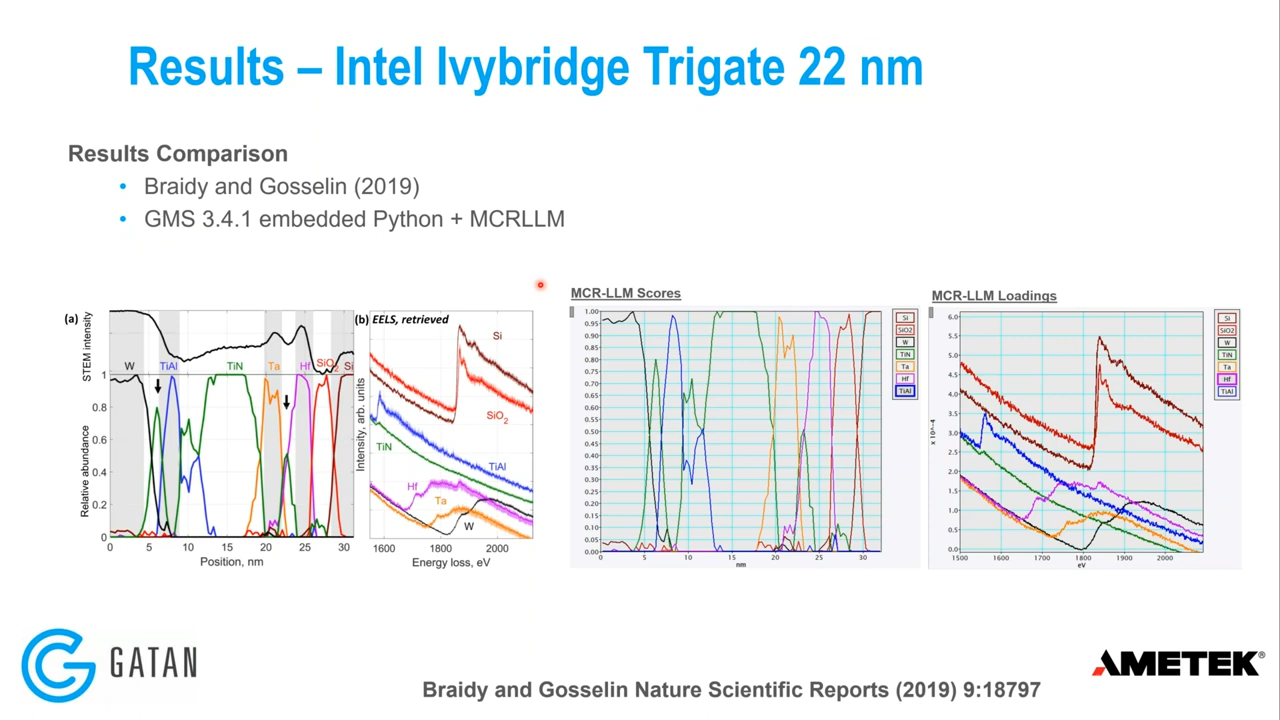 Results – Intel Ivybridge Trigate 22 nm
Results Comparison
• Braidy and Gosselin (2019)
• GMS 3.4.1 embedded Python + MCRLLM
(a)
STEM intensity
W
TiAl
TiN
Ta
Hf
SiO2
Si
1
0.8
0.6
0.4
0.2
0
Relative abundance
0 5 10 15 20 25 30
Position, nm
(b) EELS, retrieved
Intensity, arb. units
Si
SiO2
TiN
TiAl
Hf
Ta
W
1600 1800 2000
Energy loss, eV
MCR-LLM Scores
1.00
0.95
0.90
0.85
0.80
0.75
0.70
0.65
0.60
0.55
0.50
0.45
0.40
0.35
0.30
0.25
0.20
0.15
0.10
0.05
0.00
0 5 10 15 20 25 30
nm
Si
SiO2
W
TiN
Ta
Hf
TiAl
MCR-LLM Loadings
6.0
5.5
5.0
4.5
4.0
3.5
3.0
2.5
2.0
1.5
1.0
0.5
0.0
x 10^-4
1500 1600 1700 1800 1900 2000
eV
Si
SiO2
W
TiN
Ta
Hf
TiAl
GATAN
AMETEK®
Braidy and Gosselin Nature Scientific Reports (2019) 9:18797